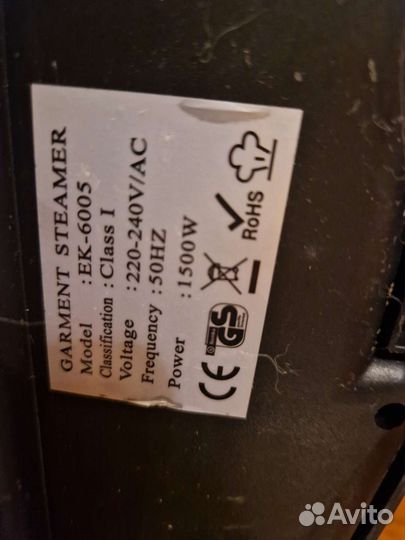 GARMENT STEAMER
Model : EK-6005
Classification : Class I
Voltage : 220-240V/AC
Frequency : 50HZ
Power : 1500W
CE GS RoHS
Avito